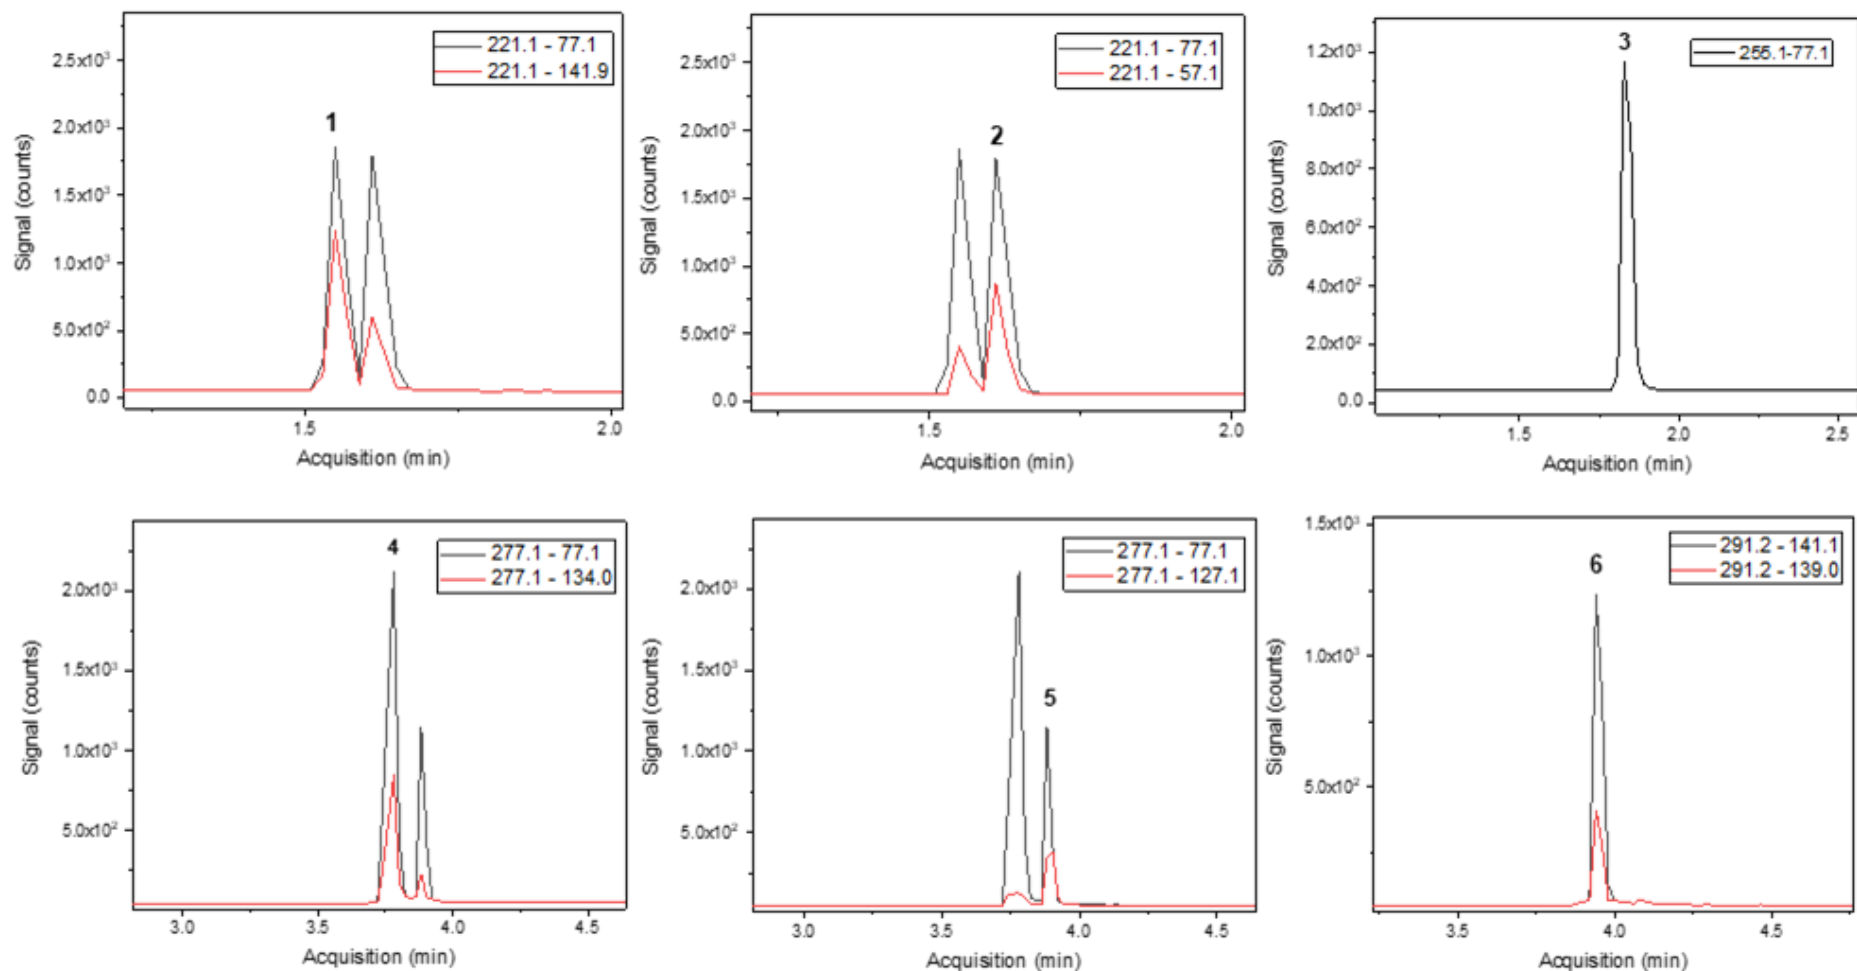 221.1 - 77.1
221.1 - 141.9
1
2.5x10³
2.0x10³
1.5x10³
1.0x10³
5.0x10²
0.0
Signal (counts)
1.5
2.0
Acquisition (min)
221.1 - 77.1
221.1 - 57.1
2
2.5x10³
2.0x10³
1.5x10³
1.0x10³
5.0x10²
0.0
Signal (counts)
1.5
2.0
Acquisition (min)
255.1-77.1
3
1.2x10³
1.0x10³
8.0x10²
6.0x10²
4.0x10²
2.0x10²
0.0
Signal (counts)
1.5
2.0
2.5
Acquisition (min)
277.1 - 77.1
277.1 - 134.0
4
2.0x10³
1.5x10³
1.0x10³
5.0x10²
Signal (counts)
3.0
3.5
4.0
4.5
Acquisition (min)
277.1 - 77.1
277.1 - 127.1
5
2.0x10³
1.5x10³
1.0x10³
5.0x10²
Signal (counts)
3.0
3.5
4.0
4.5
Acquisition (min)
291.2 - 141.1
291.2 - 139.0
6
1.5x10³
1.0x10³
5.0x10²
Signal (counts)
3.5
4.0
4.5
Acquisition (min)